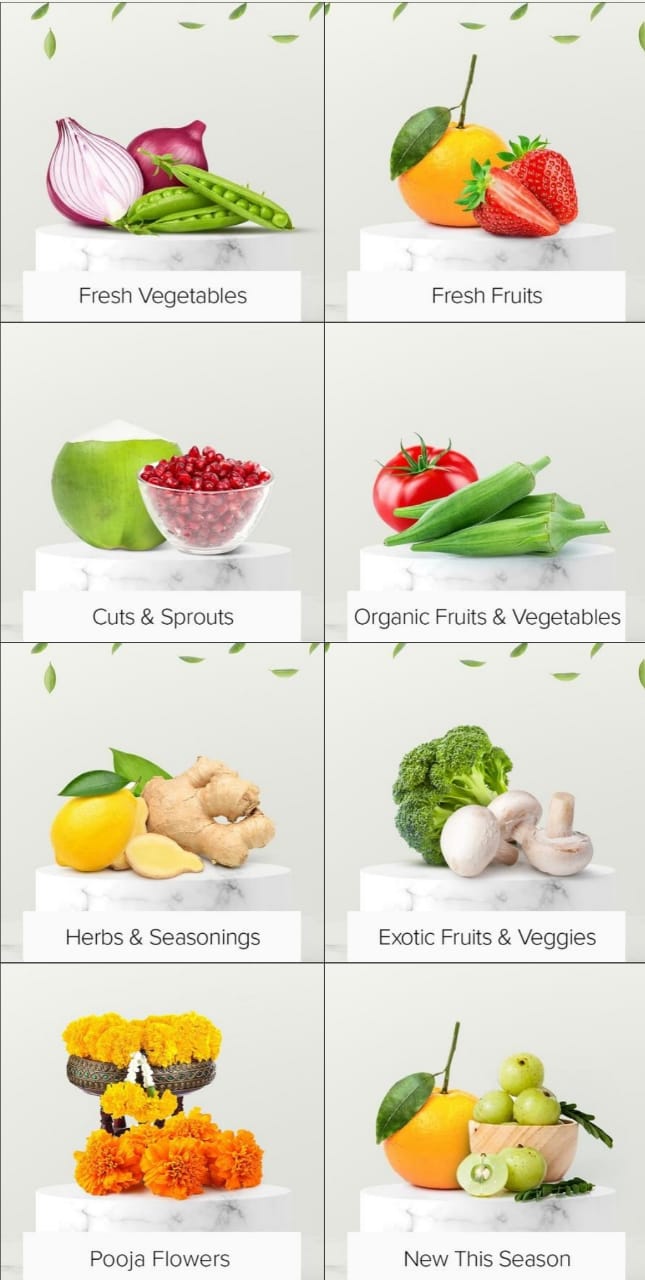 Fresh Vegetables
Fresh Fruits
Cuts & Sprouts
Organic Fruits & Vegetables
Herbs & Seasonings
Exotic Fruits & Veggies
Pooja Flowers
New This Season